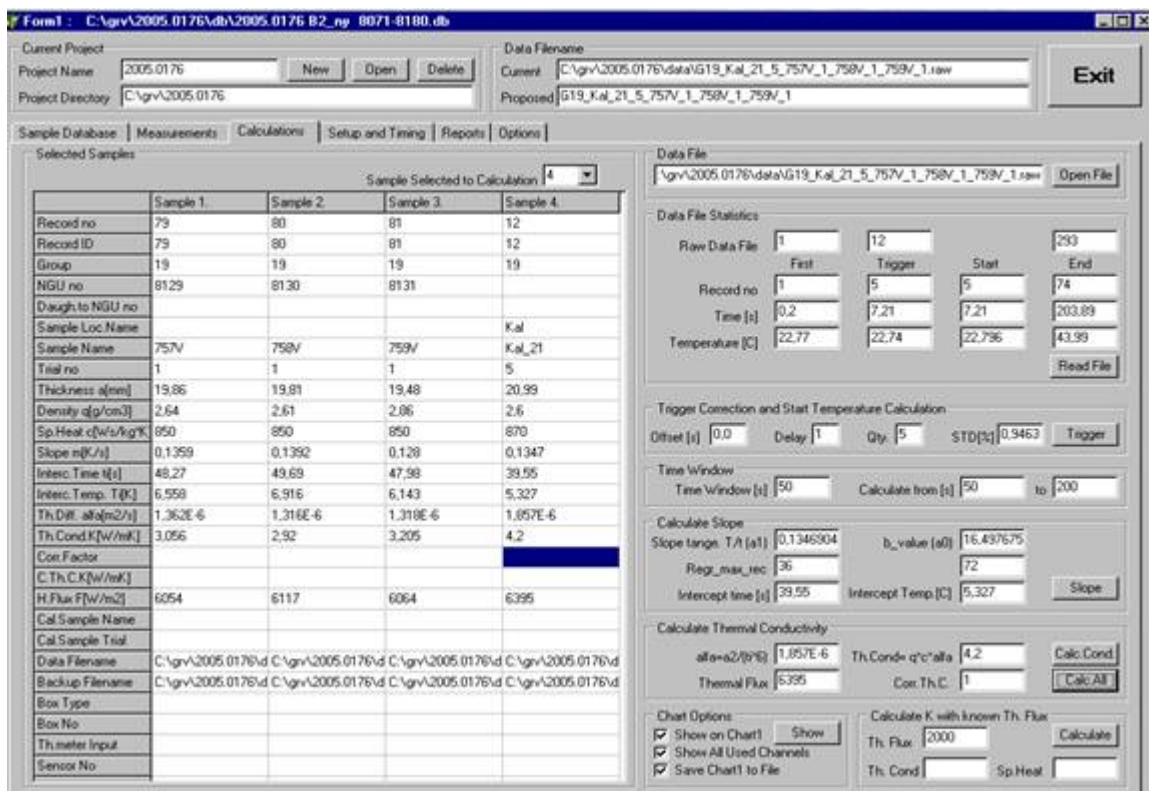 Form1 : C:\grv\2005.0176\db\2005.0176 B2_ny 8071-8180.db
Current Project
Project Name 2005.0176 New Open Delete
Project Directory C:\grv\2005.0176
Data Filename
Current C:\grv\2005.0176\data\G19_Kal_21_5_757V_1_758V_1_759V_1.raw
Proposed G19_Kal_21_5_757V_1_758V_1_759V_1
Exit
Sample Database Measurements Calculations Setup and Timing Reports Options
Selected Samples
Sample Selected to Calculation 4
Sample 1. Sample 2. Sample 3. Sample 4.
Record no 79 80 81 12
Record ID 79 80 81 12
Group 19 19 19 19
NGU no 8129 8130 8131
Daugh.to NGU no
Sample Loc.Name Kal
Sample Name 757V 758V 759V Kal_21
Trial no 1 1 1 5
Thickness a[mm] 19,86 19,81 19,48 20,99
Density q[g/cm3] 2,64 2,61 2,86 2,6
Sp.Heat c[Ws/kg*K 850 850 850 870
Slope m[K/s] 0,1359 0,1392 0,128 0,1347
Interc.Time ti[s] 48,27 49,69 47,98 39,55
Interc.Temp. Ti[K] 6,558 6,916 6,143 5,327
Th.Diff. alfa[m2/s] 1,362E-6 1,316E-6 1,318E-6 1,857E-6
Th.Cond.K[W/mK] 3,056 2,92 3,205 4,2
Corr.Factor
C.Th.C.K[W/mK]
H.Flux F[W/m2] 6054 6117 6064 6395
Cal.Sample Name
Cal.Sample Trial
Data Filename C:\grv\2005.0176\d C:\grv\2005.0176\d C:\grv\2005.0176\d C:\grv\2005.0176\d
Backup Filename C:\grv\2005.0176\d C:\grv\2005.0176\d C:\grv\2005.0176\d C:\grv\2005.0176\d
Box Type
Box No
Th.meter Input
Sensor No
Data File
\grv\2005.0176\data\G19_Kal_21_5_757V_1_758V_1_759V_1.raw Open File
Data File Statistics
Raw Data File 1 12 293
First Trigger Start End
Record no 1 5 5 74
Time [s] 0,2 7,21 7,21 203,89
Temperature [C] 22,77 22,74 22,796 43,99
Read File
Trigger Correction and Start Temperature Calculation
Offset [s] 0,0 Delay 1 Qty. 5 STD[%] 0,9463 Trigger
Time Window
Time Window [s] 50 Calculate from [s] 50 to 200
Calculate Slope
Slope tange. T/t (a1) 0,1346904 b_value (a0) 16,497675
Regr_max_rec 36 72
Intercept time [s] 39,55 Intercept Temp.[C] 5,327 Slope
Calculate Thermal Conductivity
alfa=a2/(ti*6) 1,857E-6 Th.Cond= q*c*alfa 4,2 Calc.Cond.
Thermal Flux 6395 Corr.Th.C. 1 Calc.All
Chart Options
Show on Chart1 Show
Show All Used Channels
Save Chart1 to File
Calculate K with known Th. Flux
Th. Flux 2000 Calculate
Th. Cond Sp.Heat